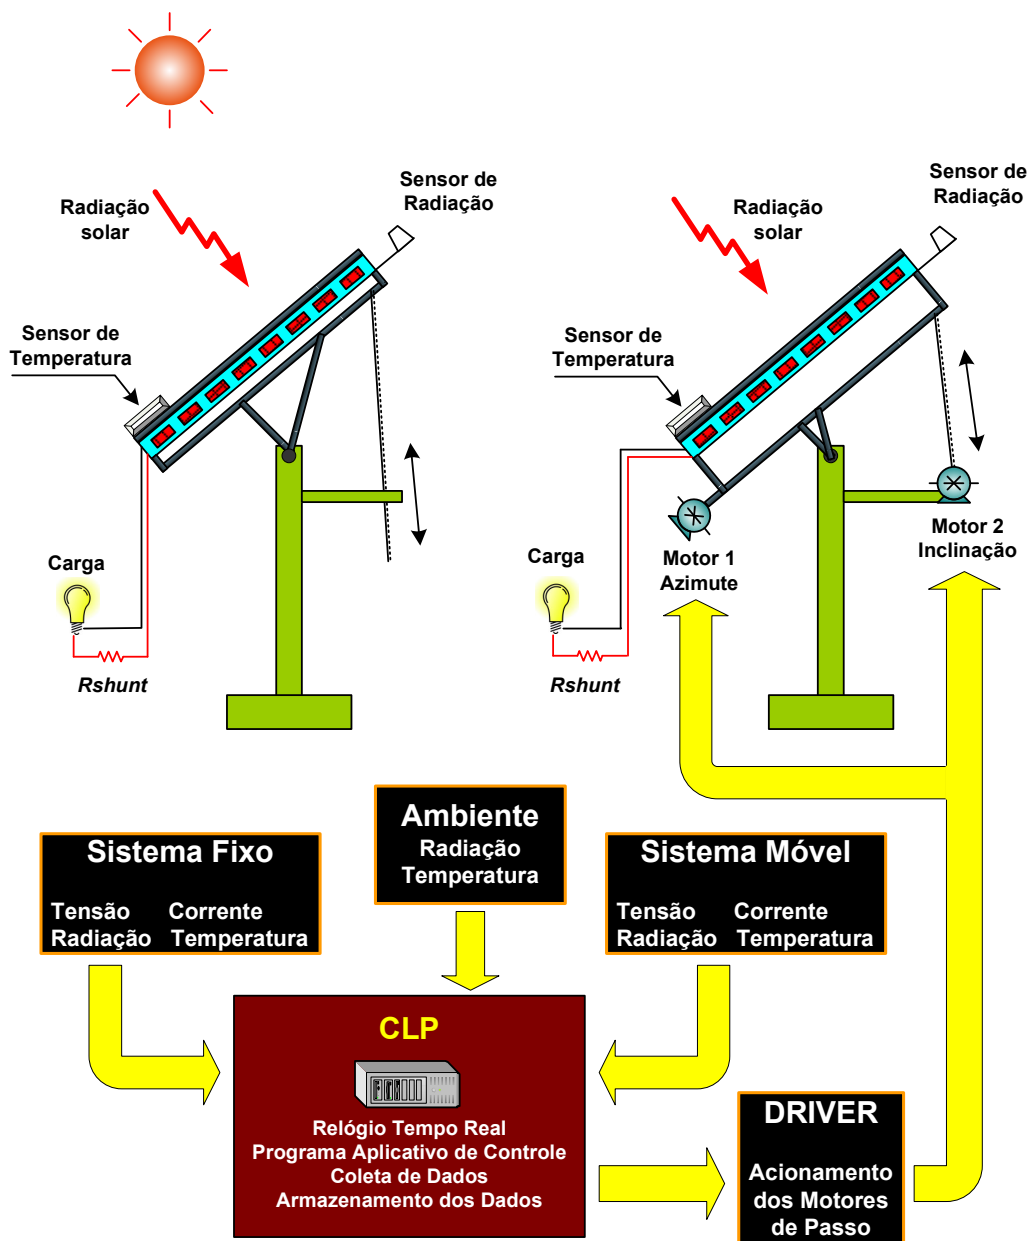 Sensor de
Radiação
Radiação
solar
Sensor de
Temperatura
Carga
Rshunt
Sensor de
Radiação
Radiação
solar
Sensor de
Temperatura
Carga
Rshunt
Motor 1
Azimute
Motor 2
Inclinação
Sistema Fixo
Tensão Corrente
Radiação Temperatura
Ambiente
Radiação
Temperatura
Sistema Móvel
Tensão Corrente
Radiação Temperatura
CLP
Relógio Tempo Real
Programa Aplicativo de Controle
Coleta de Dados
Armazenamento dos Dados
DRIVER
Acionamento
dos Motores
de Passo